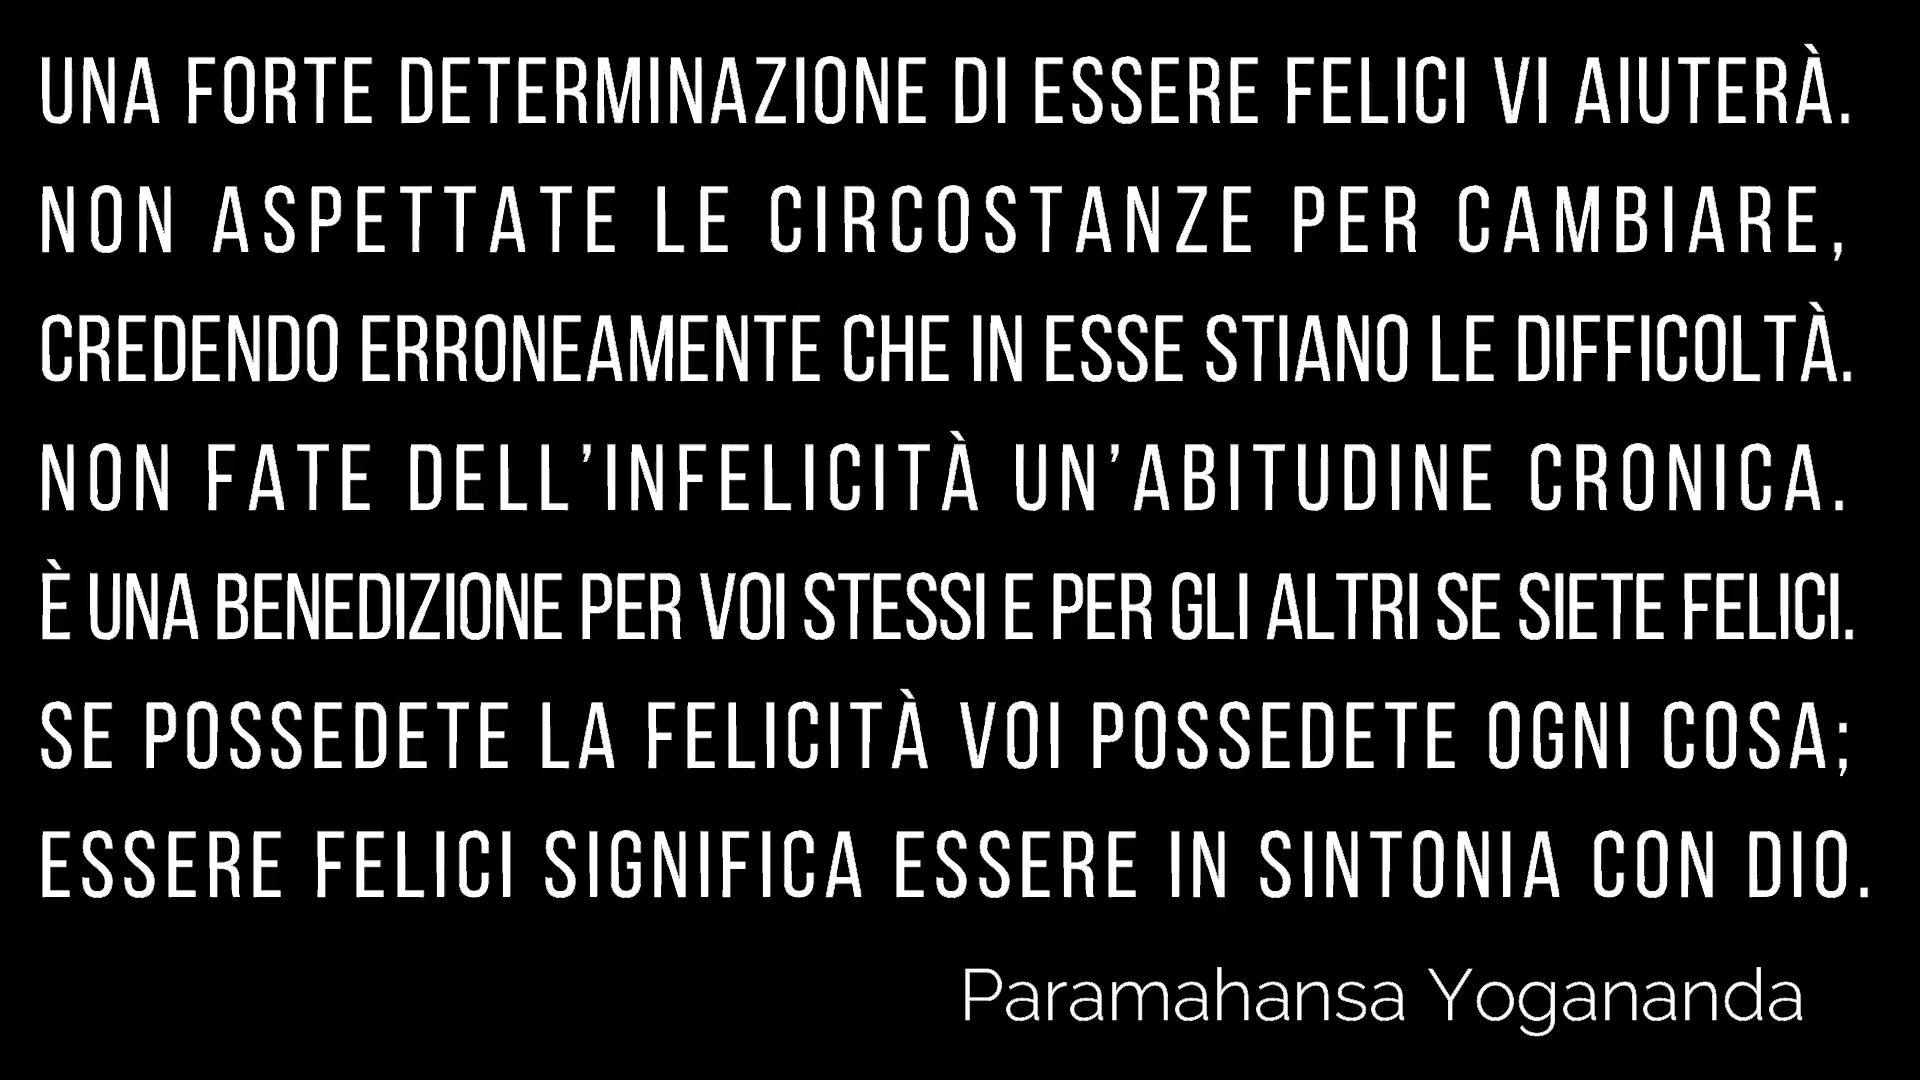 UNA FORTE DETERMINAZIONE DI ESSERE FELICI VI AIUTERÀ.
NON ASPETTATE LE CIRCOSTANZE PER CAMBIARE,
CREDENDO ERRONEAMENTE CHE IN ESSE STIANO LE DIFFICOLTÀ.
NON FATE DELL’INFELICITÀ UN’ABITUDINE CRONICA.
È UNA BENEDIZIONE PER VOI STESSI E PER GLI ALTRI SE SIETE FELICI.
SE POSSEDETE LA FELICITÀ VOI POSSEDETE OGNI COSA;
ESSERE FELICI SIGNIFICA ESSERE IN SINTONIA CON DIO.
Paramahansa Yogananda